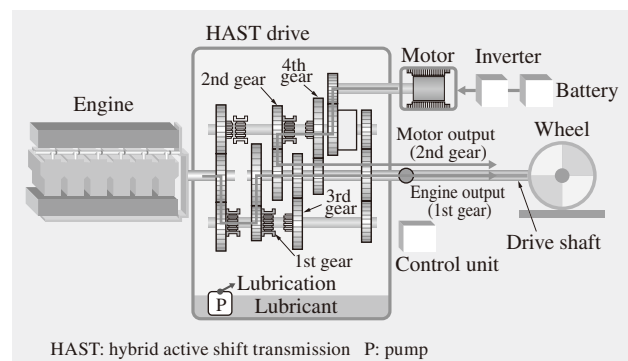 HAST drive
Motor
Inverter
Battery
2nd gear
4th
gear
Engine
Motor output
(2nd gear)
Wheel
Engine output
(1st gear)
3rd
gear
1st gear
Drive shaft
Control unit
Lubrication
P
Lubricant
HAST: hybrid active shift transmission P: pump